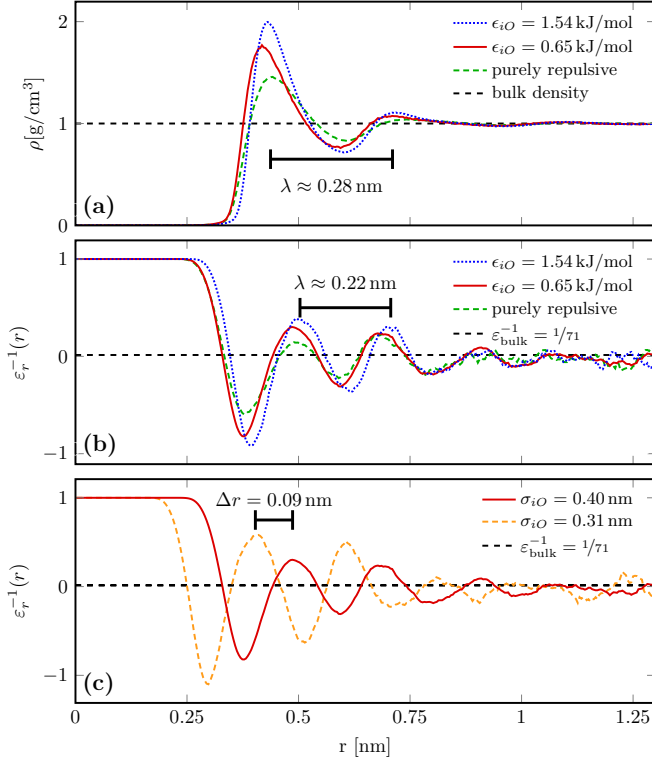 2
1
0
ρ[g/cm³]
ϵiO = 1.54 kJ/mol
ϵiO = 0.65 kJ/mol
purely repulsive
bulk density
λ ≈ 0.28 nm
(a)
1
0
−1
εr⁻¹(r)
ϵiO = 1.54 kJ/mol
ϵiO = 0.65 kJ/mol
purely repulsive
ε⁻¹bulk = 1/71
λ ≈ 0.22 nm
(b)
1
0
−1
εr⁻¹(r)
Δr = 0.09 nm
σiO = 0.40 nm
σiO = 0.31 nm
ε⁻¹bulk = 1/71
(c)
0 0.25 0.5 0.75 1 1.25
r [nm]